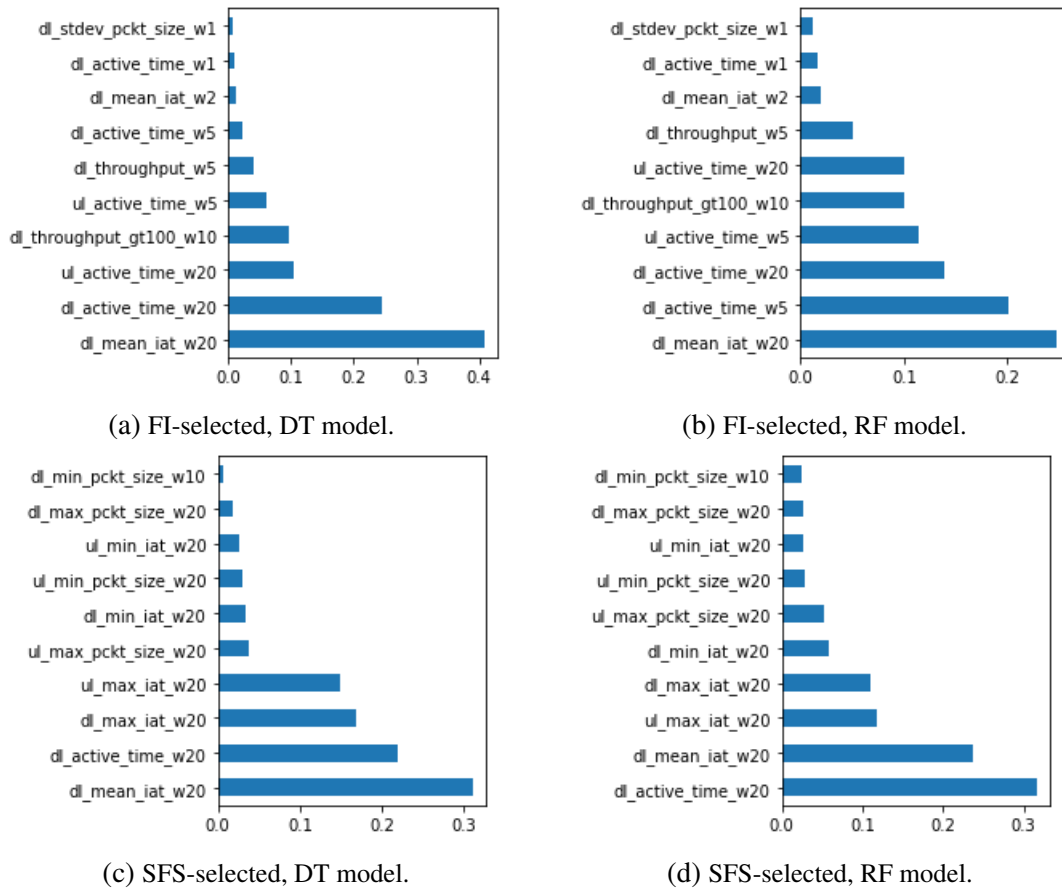 dl_stdev_pckt_size_w1
dl_active_time_w1
dl_mean_iat_w2
dl_active_time_w5
dl_throughput_w5
ul_active_time_w5
dl_throughput_gt100_w10
ul_active_time_w20
dl_active_time_w20
dl_mean_iat_w20
0.0 0.1 0.2 0.3 0.4
(a) FI-selected, DT model.
dl_stdev_pckt_size_w1
dl_active_time_w1
dl_mean_iat_w2
dl_throughput_w5
ul_active_time_w20
dl_throughput_gt100_w10
ul_active_time_w5
dl_active_time_w20
dl_active_time_w5
dl_mean_iat_w20
0.0 0.1 0.2
(b) FI-selected, RF model.
dl_min_pckt_size_w10
dl_max_pckt_size_w20
ul_min_iat_w20
ul_min_pckt_size_w20
dl_min_iat_w20
ul_max_pckt_size_w20
ul_max_iat_w20
dl_max_iat_w20
dl_active_time_w20
dl_mean_iat_w20
0.0 0.1 0.2 0.3
(c) SFS-selected, DT model.
dl_min_pckt_size_w10
dl_max_pckt_size_w20
ul_min_iat_w20
ul_min_pckt_size_w20
ul_max_pckt_size_w20
dl_min_iat_w20
dl_max_iat_w20
ul_max_iat_w20
dl_mean_iat_w20
dl_active_time_w20
0.0 0.1 0.2 0.3
(d) SFS-selected, RF model.